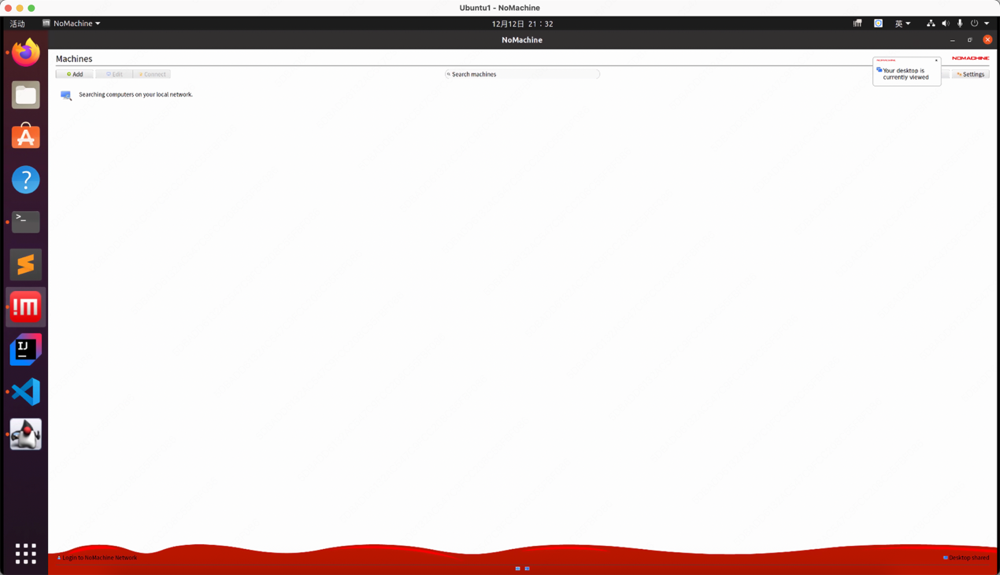 Ubuntu1 - NoMachine
活动 NoMachine 12月12日 21:32 英
NoMachine
Machines
NOMACHINE
Add Edit Connect Search machines Settings
Your desktop is
currently viewed
Searching computers on your local network.
Login to NoMachine Network Desktop shared